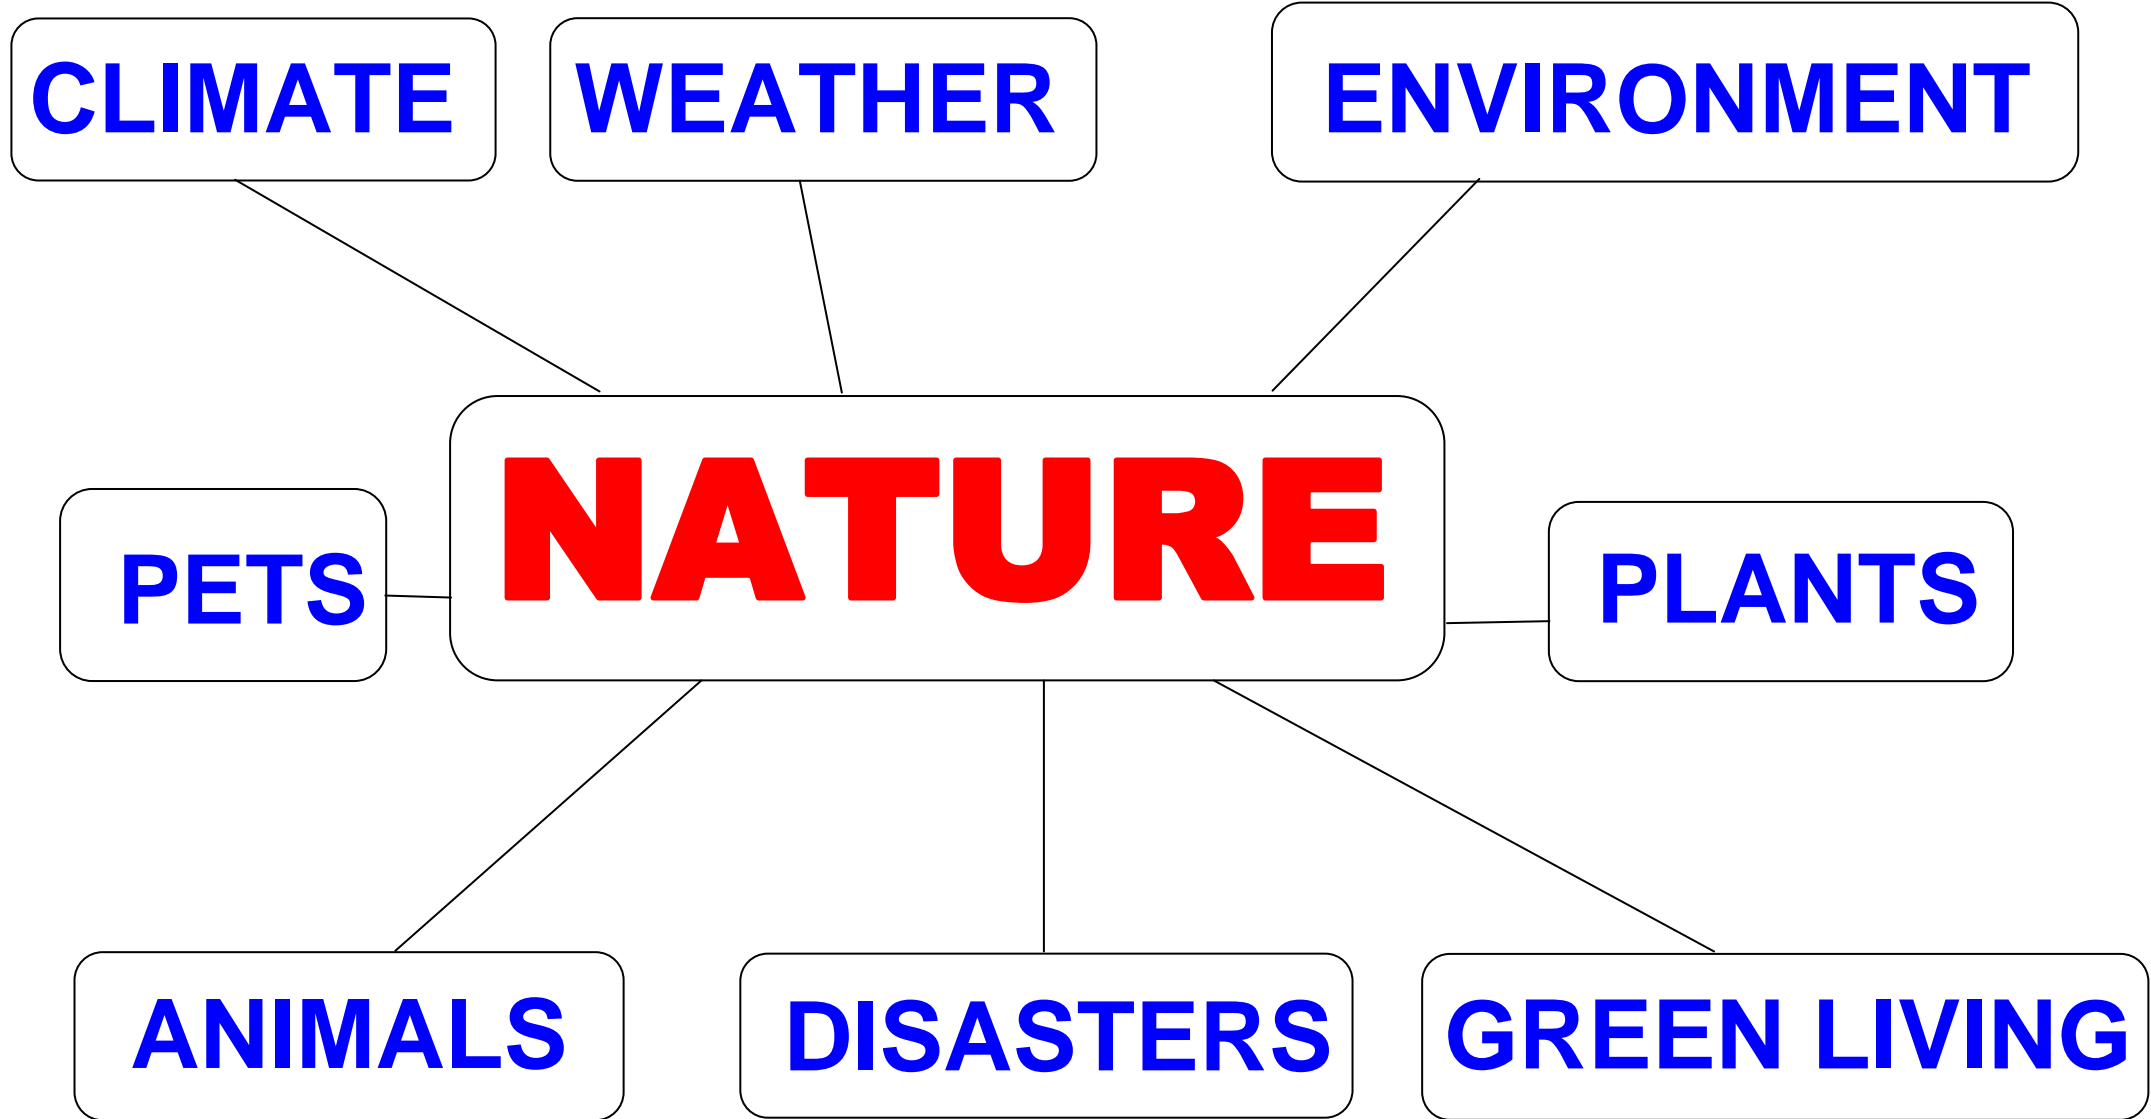 CLIMATE
WEATHER
ENVIRONMENT
NATURE
PETS
PLANTS
ANIMALS
DISASTERS
GREEN LIVING